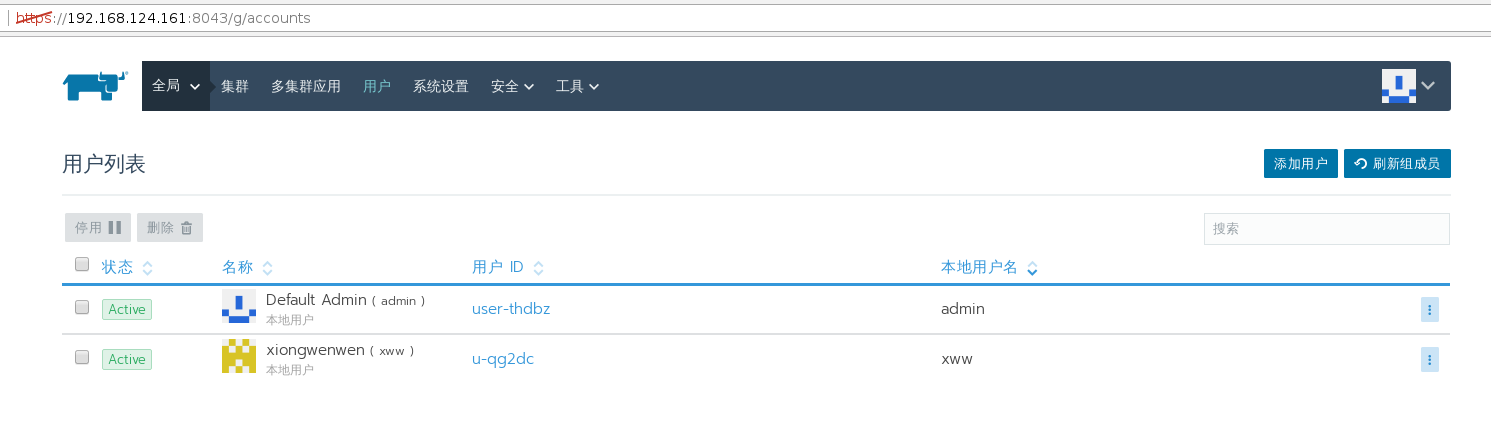 https://192.168.124.161:8043/g/accounts
全局 集群 多集群应用 用户 系统设置 安全 工具
用户列表 添加用户 刷新组成员
停用 删除 搜索
状态 名称 用户 ID 本地用户名
Active Default Admin ( admin ) user-thdbz admin
本地用户
Active xiongwenwen ( xww ) u-qg2dc xww
本地用户